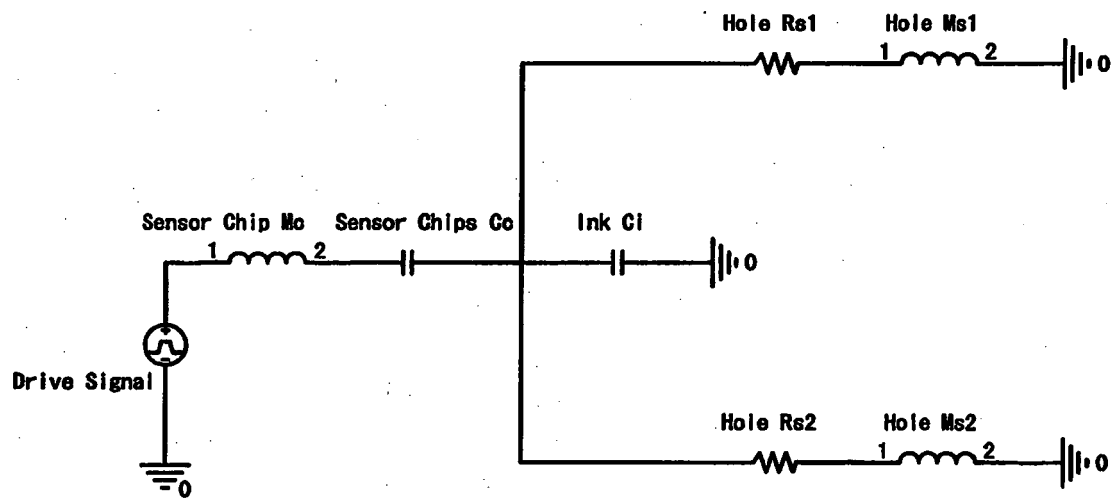 Hole Rs1
Hole Ms1
1
2
0
Sensor Chip Mc
Sensor Chips Cc
Ink Ci
1
2
0
Drive Signal
0
Hole Rs2
Hole Ms2
1
2
0